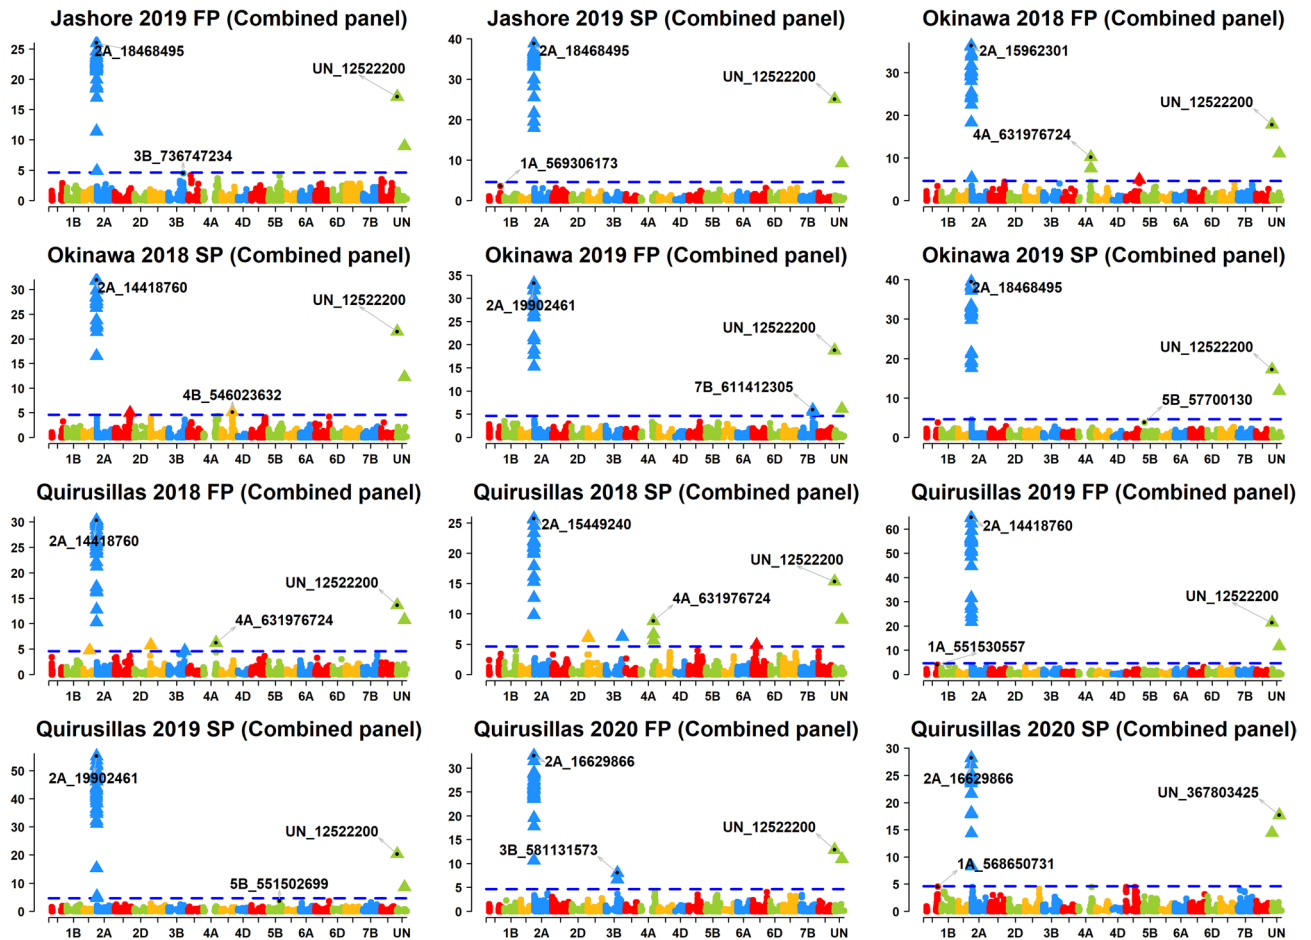 Jashore 2019 FP (Combined panel)
25
20
15
10
5
0
2A_18468495
UN_12522200
3B_736747234
1B 2A 2D 3B 4A 4D 5B 6A 6D 7B UN
Jashore 2019 SP (Combined panel)
40
30
20
10
0
2A_18468495
UN_12522200
1A_569306173
1B 2A 2D 3B 4A 4D 5B 6A 6D 7B UN
Okinawa 2018 FP (Combined panel)
30
20
10
0
2A_15962301
UN_12522200
4A_631976724
1B 2A 2D 3B 4A 4D 5B 6A 6D 7B UN
Okinawa 2018 SP (Combined panel)
30
25
20
15
10
5
0
2A_14418760
UN_12522200
4B_546023632
1B 2A 2D 3B 4A 4D 5B 6A 6D 7B UN
Okinawa 2019 FP (Combined panel)
35
30
25
20
15
10
5
0
2A_19902461
UN_12522200
7B_611412305
1B 2A 2D 3B 4A 4D 5B 6A 6D 7B UN
Okinawa 2019 SP (Combined panel)
40
30
20
10
0
2A_18468495
UN_12522200
5B_57700130
1B 2A 2D 3B 4A 4D 5B 6A 6D 7B UN
Quirusillas 2018 FP (Combined panel)
30
25
20
15
10
5
0
2A_14418760
UN_12522200
4A_631976724
1B 2A 2D 3B 4A 4D 5B 6A 6D 7B UN
Quirusillas 2018 SP (Combined panel)
25
20
15
10
5
0
2A_15449240
UN_12522200
4A_631976724
1B 2A 2D 3B 4A 4D 5B 6A 6D 7B UN
Quirusillas 2019 FP (Combined panel)
60
50
40
30
20
10
0
2A_14418760
UN_12522200
1A_551530557
1B 2A 2D 3B 4A 4D 5B 6A 6D 7B UN
Quirusillas 2019 SP (Combined panel)
50
40
30
20
10
0
2A_19902461
UN_12522200
5B_551502699
1B 2A 2D 3B 4A 4D 5B 6A 6D 7B UN
Quirusillas 2020 FP (Combined panel)
30
25
20
15
10
5
0
2A_16629866
UN_12522200
3B_581131573
1B 2A 2D 3B 4A 4D 5B 6A 6D 7B UN
Quirusillas 2020 SP (Combined panel)
30
25
20
15
10
5
0
2A_16629866
UN_367803425
1A_568650731
1B 2A 2D 3B 4A 4D 5B 6A 6D 7B UN